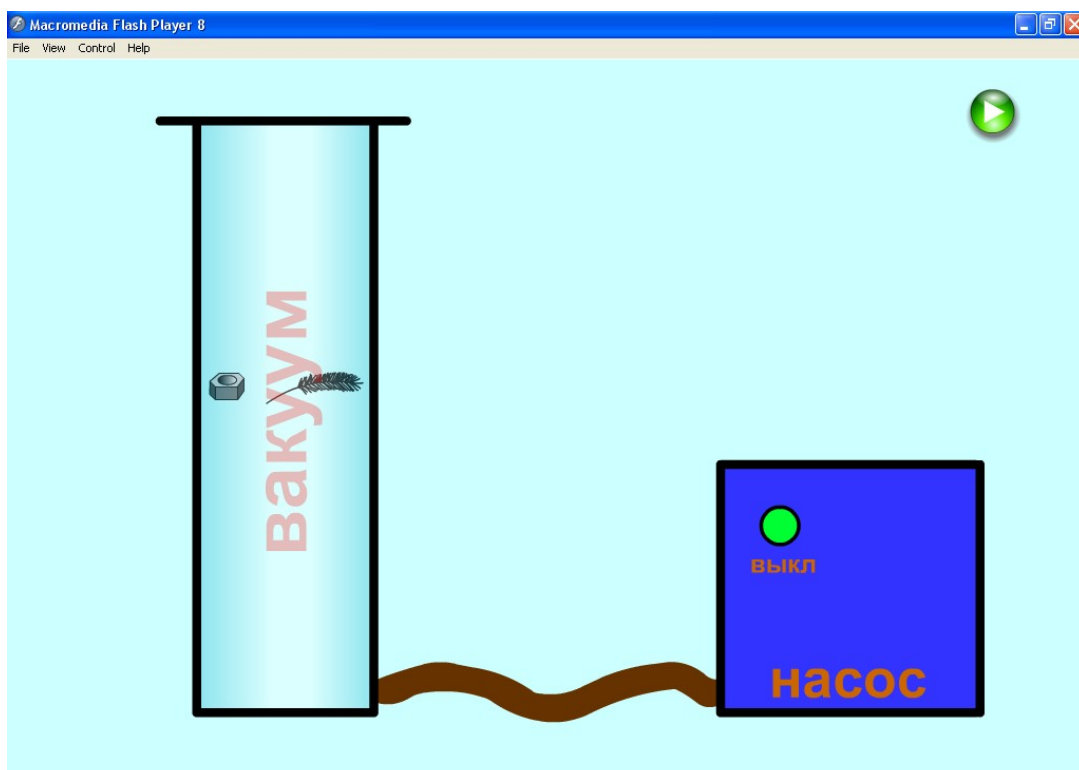 Macromedia Flash Player 8
File View Control Help
вакуум
выкл
насос